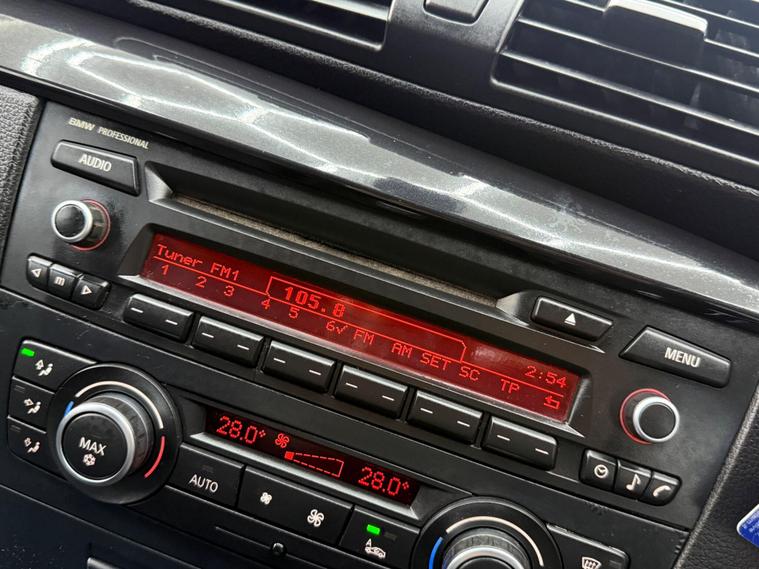 BMW PROFESSIONAL
AUDIO
Tuner FM1 105.8 2:54
1 2 3 4 5 6✓ FM AM SET SC TP
m
MENU
28.0° 28.0°
MAX
AUTO
A